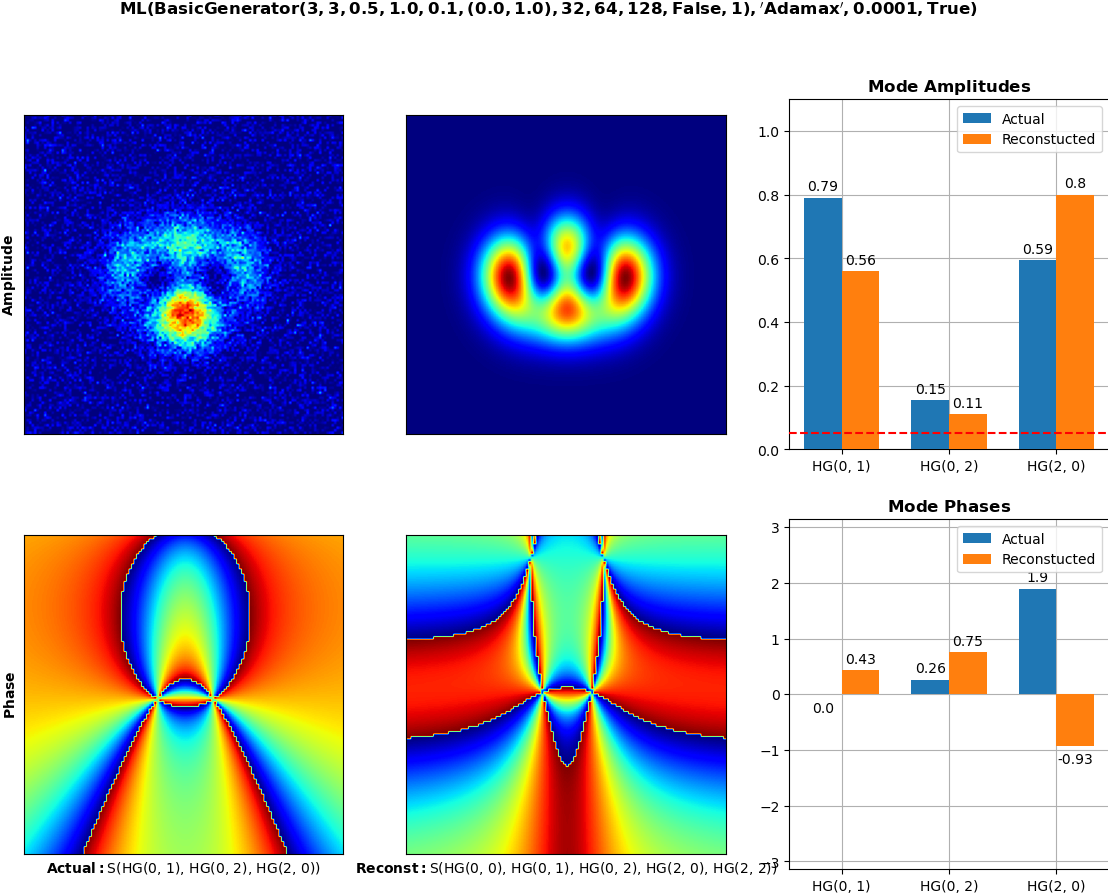 ML(BasicGenerator(3, 3, 0.5, 1.0, 0.1, (0.0, 1.0), 32, 64, 128, False, 1), 'Adamax', 0.0001, True)
Mode Amplitudes
Amplitude
1.0
0.8
0.6
0.4
0.2
0.0
Actual
Reconstucted
0.79
0.56
0.15
0.11
0.59
0.8
HG(0, 1)
HG(0, 2)
HG(2, 0)
Mode Phases
Phase
3
2
1
0
−1
−2
−3
Actual
Reconstucted
0.0
0.43
0.26
0.75
1.9
-0.93
HG(0, 1)
HG(0, 2)
HG(2, 0)
Actual: S(HG(0, 1), HG(0, 2), HG(2, 0))
Reconst: S(HG(0, 0), HG(0, 1), HG(0, 2), HG(2, 0), HG(2, 2))